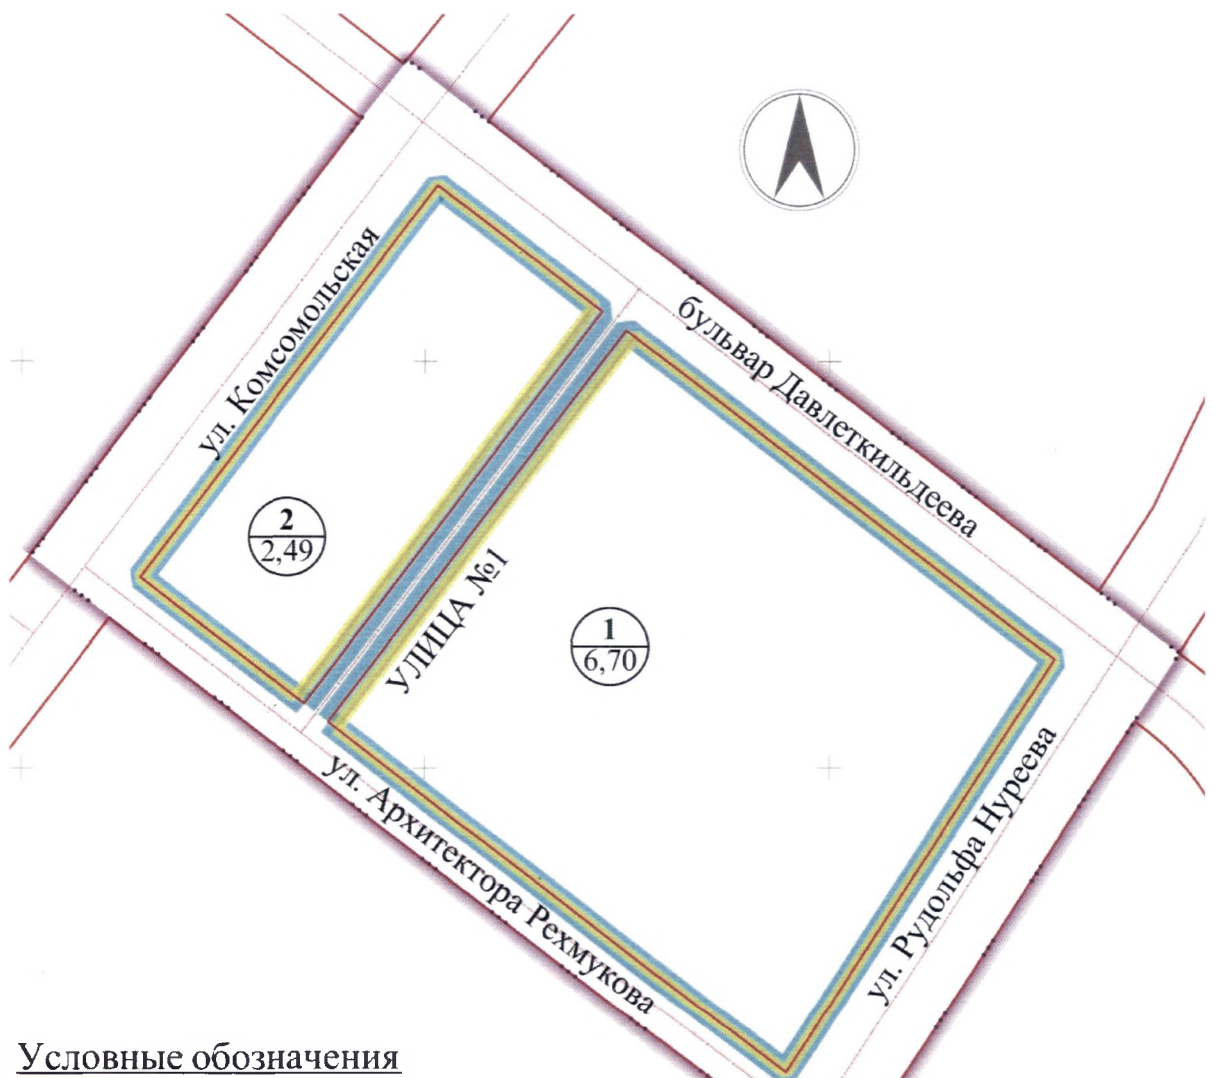 ул. Комсомольская
бульвар Давлеткильдеева
2
2,49
УЛИЦА №1
1
6,70
ул. Архитектора Рехмукова
ул. Рудольфа Нуреева
Условные обозначения